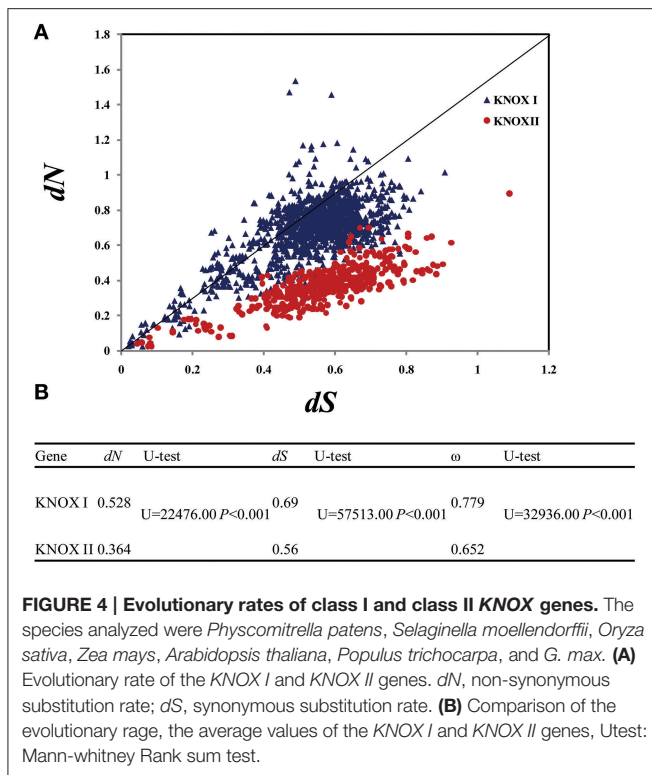 A
1.8
1.6
1.4
1.2
1
0.8
0.6
0.4
0.2
0
dN
KNOX I
KNOXII
0 0.2 0.4 0.6 0.8 1 1.2
dS
B
Gene dN U-test dS U-test ω U-test
KNOX I 0.528 0.69 0.779
U=22476.00 P<0.001 U=57513.00 P<0.001 U=32936.00 P<0.001
KNOX II 0.364 0.56 0.652
FIGURE 4 | Evolutionary rates of class I and class II KNOX genes. The
species analyzed were Physcomitrella patens, Selaginella moellendorffii, Oryza
sativa, Zea mays, Arabidopsis thaliana, Populus trichocarpa, and G. max. (A)
Evolutionary rate of the KNOX I and KNOX II genes. dN, non-synonymous
substitution rate; dS, synonymous substitution rate. (B) Comparison of the
evolutionary rage, the average values of the KNOX I and KNOX II genes, Utest:
Mann-whitney Rank sum test.